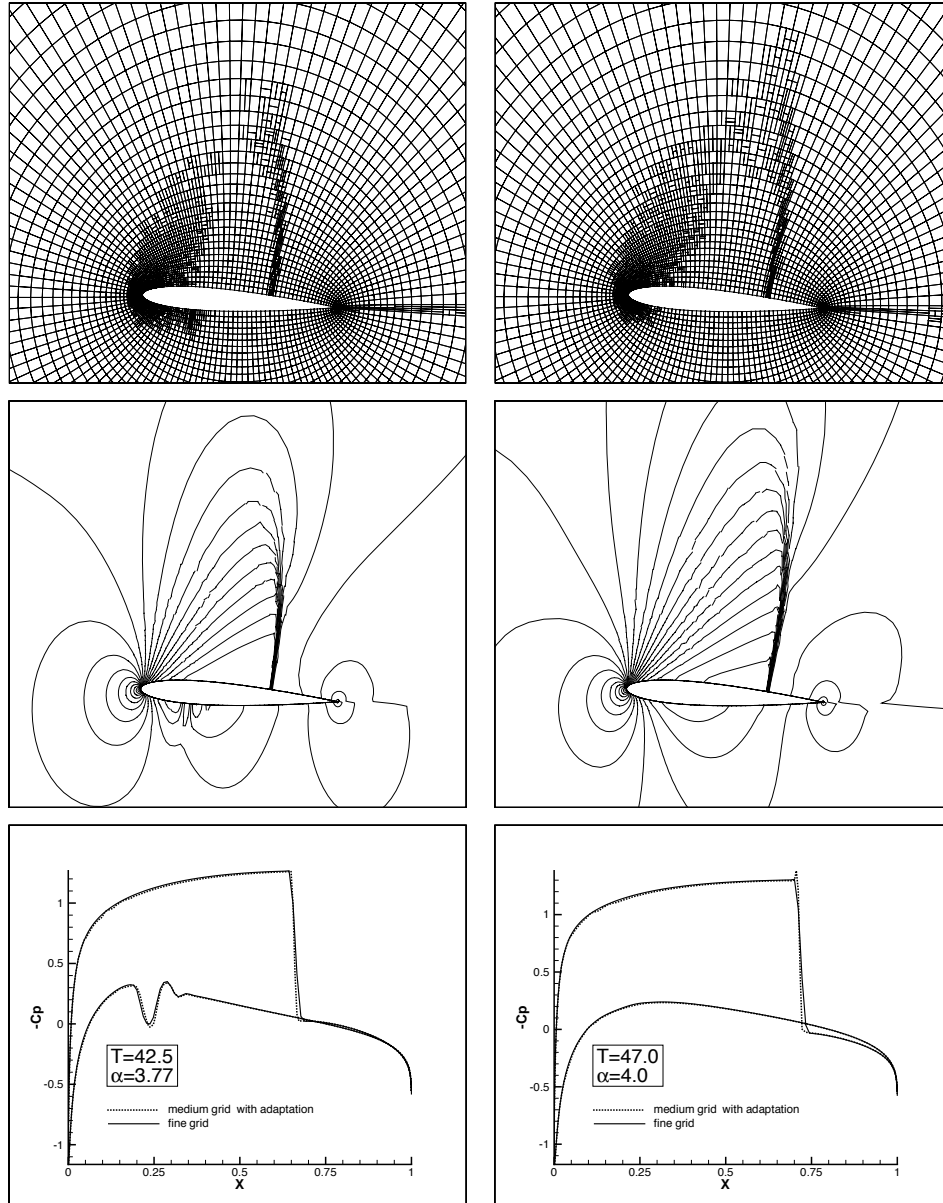 1
0.5
0
-0.5
-1
-Cp
T=42.5
α=3.77
medium grid with adaptation
fine grid
0
0.25
0.5
0.75
1
X
1
0.5
0
-0.5
-1
-Cp
T=47.0
α=4.0
medium grid with adaptation
fine grid
0
0.25
0.5
0.75
1
X